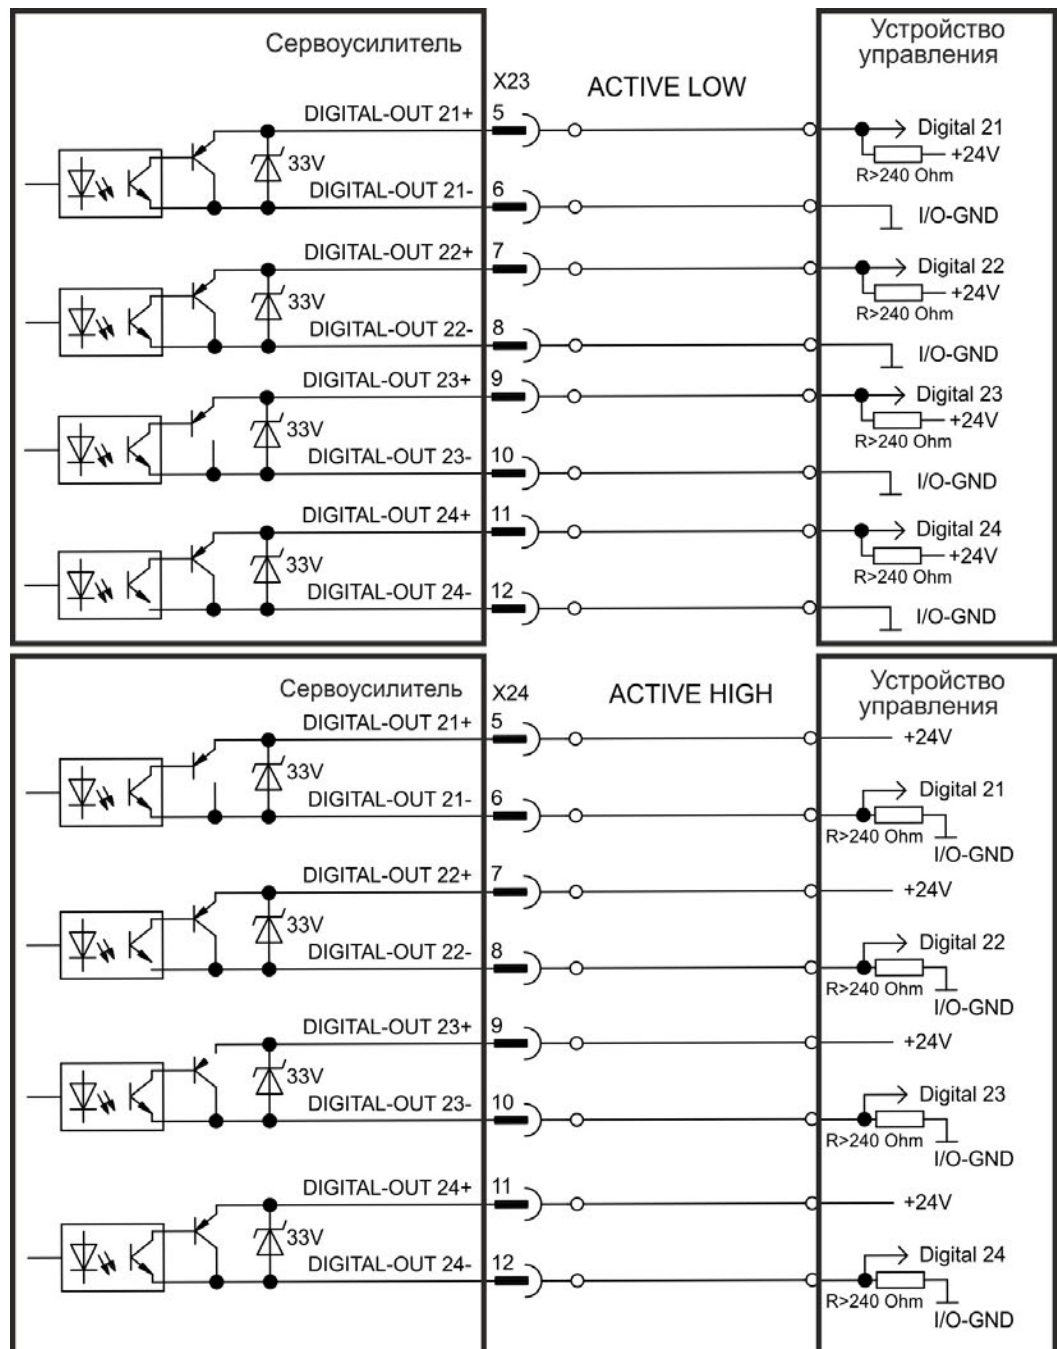 Сервоусилитель
Устройство
управления
X23
ACTIVE LOW
DIGITAL-OUT 21+
5
Digital 21
33V
+24V
R>240 Ohm
DIGITAL-OUT 21-
6
I/O-GND
DIGITAL-OUT 22+
7
Digital 22
33V
+24V
R>240 Ohm
DIGITAL-OUT 22-
8
I/O-GND
DIGITAL-OUT 23+
9
Digital 23
33V
+24V
R>240 Ohm
DIGITAL-OUT 23-
10
I/O-GND
DIGITAL-OUT 24+
11
Digital 24
33V
+24V
R>240 Ohm
DIGITAL-OUT 24-
12
I/O-GND
Сервоусилитель
X24
ACTIVE HIGH
Устройство
управления
DIGITAL-OUT 21+
5
+24V
33V
DIGITAL-OUT 21-
6
Digital 21
R>240 Ohm
I/O-GND
DIGITAL-OUT 22+
7
+24V
33V
DIGITAL-OUT 22-
8
Digital 22
R>240 Ohm
I/O-GND
DIGITAL-OUT 23+
9
+24V
33V
DIGITAL-OUT 23-
10
Digital 23
R>240 Ohm
I/O-GND
DIGITAL-OUT 24+
11
+24V
33V
DIGITAL-OUT 24-
12
Digital 24
R>240 Ohm
I/O-GND